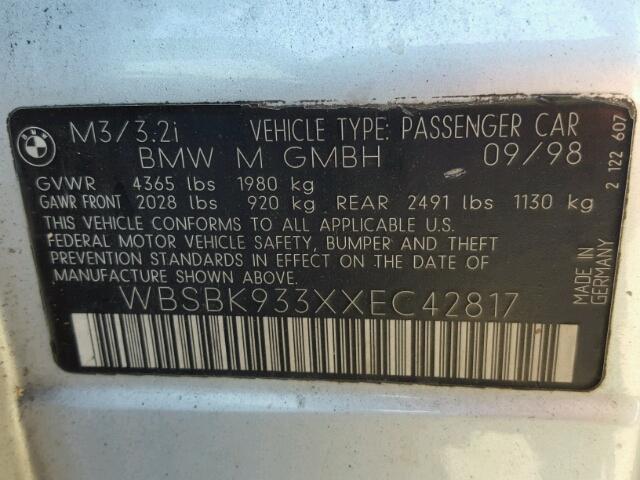 M3/3.2i VEHICLE TYPE: PASSENGER CAR
BMW M GMBH 09/98
GVWR 4365 lbs 1980 kg
GAWR FRONT 2028 lbs 920 kg REAR 2491 lbs 1130 kg
THIS VEHICLE CONFORMS TO ALL APPLICABLE U.S.
FEDERAL MOTOR VEHICLE SAFETY, BUMPER AND THEFT
PREVENTION STANDARDS IN EFFECT ON THE DATE OF
MANUFACTURE SHOWN ABOVE.
WBSBK933XXEC42817
2 122 607
MADE IN
GERMANY
BMW